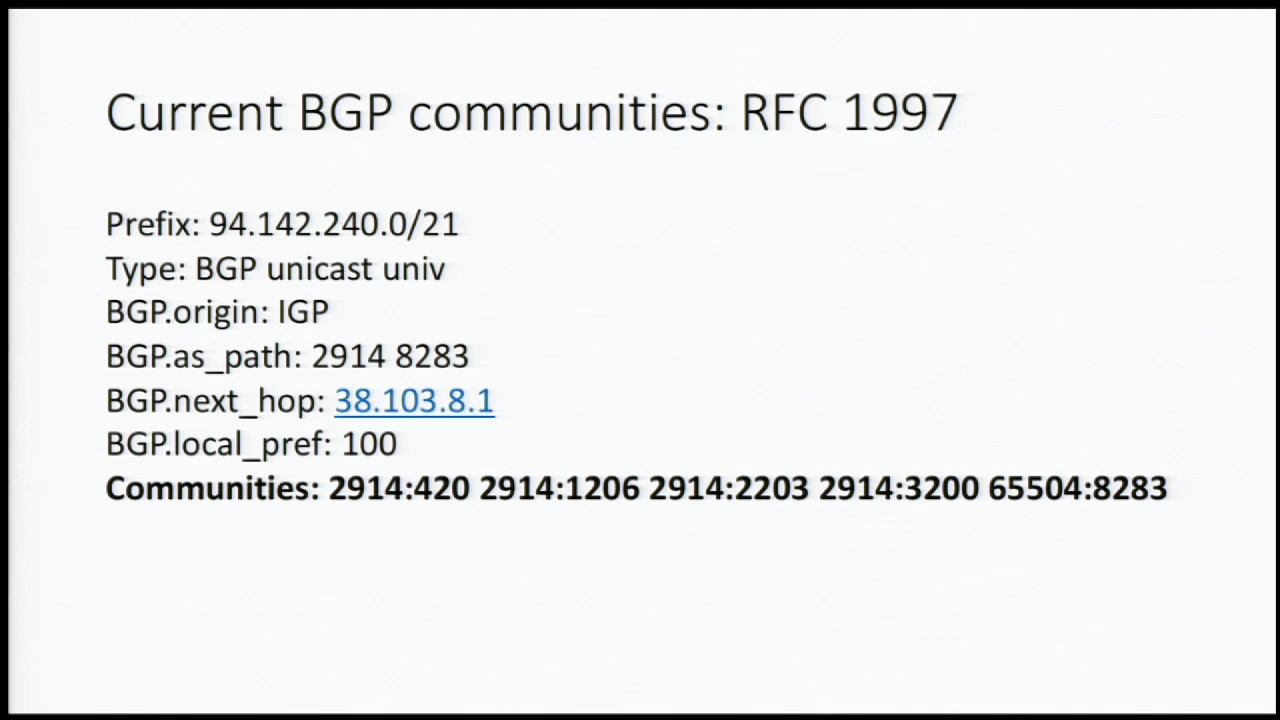 Current BGP communities: RFC 1997
Prefix: 94.142.240.0/21
Type: BGP unicast univ
BGP.origin: IGP
BGP.as_path: 2914 8283
BGP.next_hop: 38.103.8.1
BGP.local_pref: 100
Communities: 2914:420 2914:1206 2914:2203 2914:3200 65504:8283